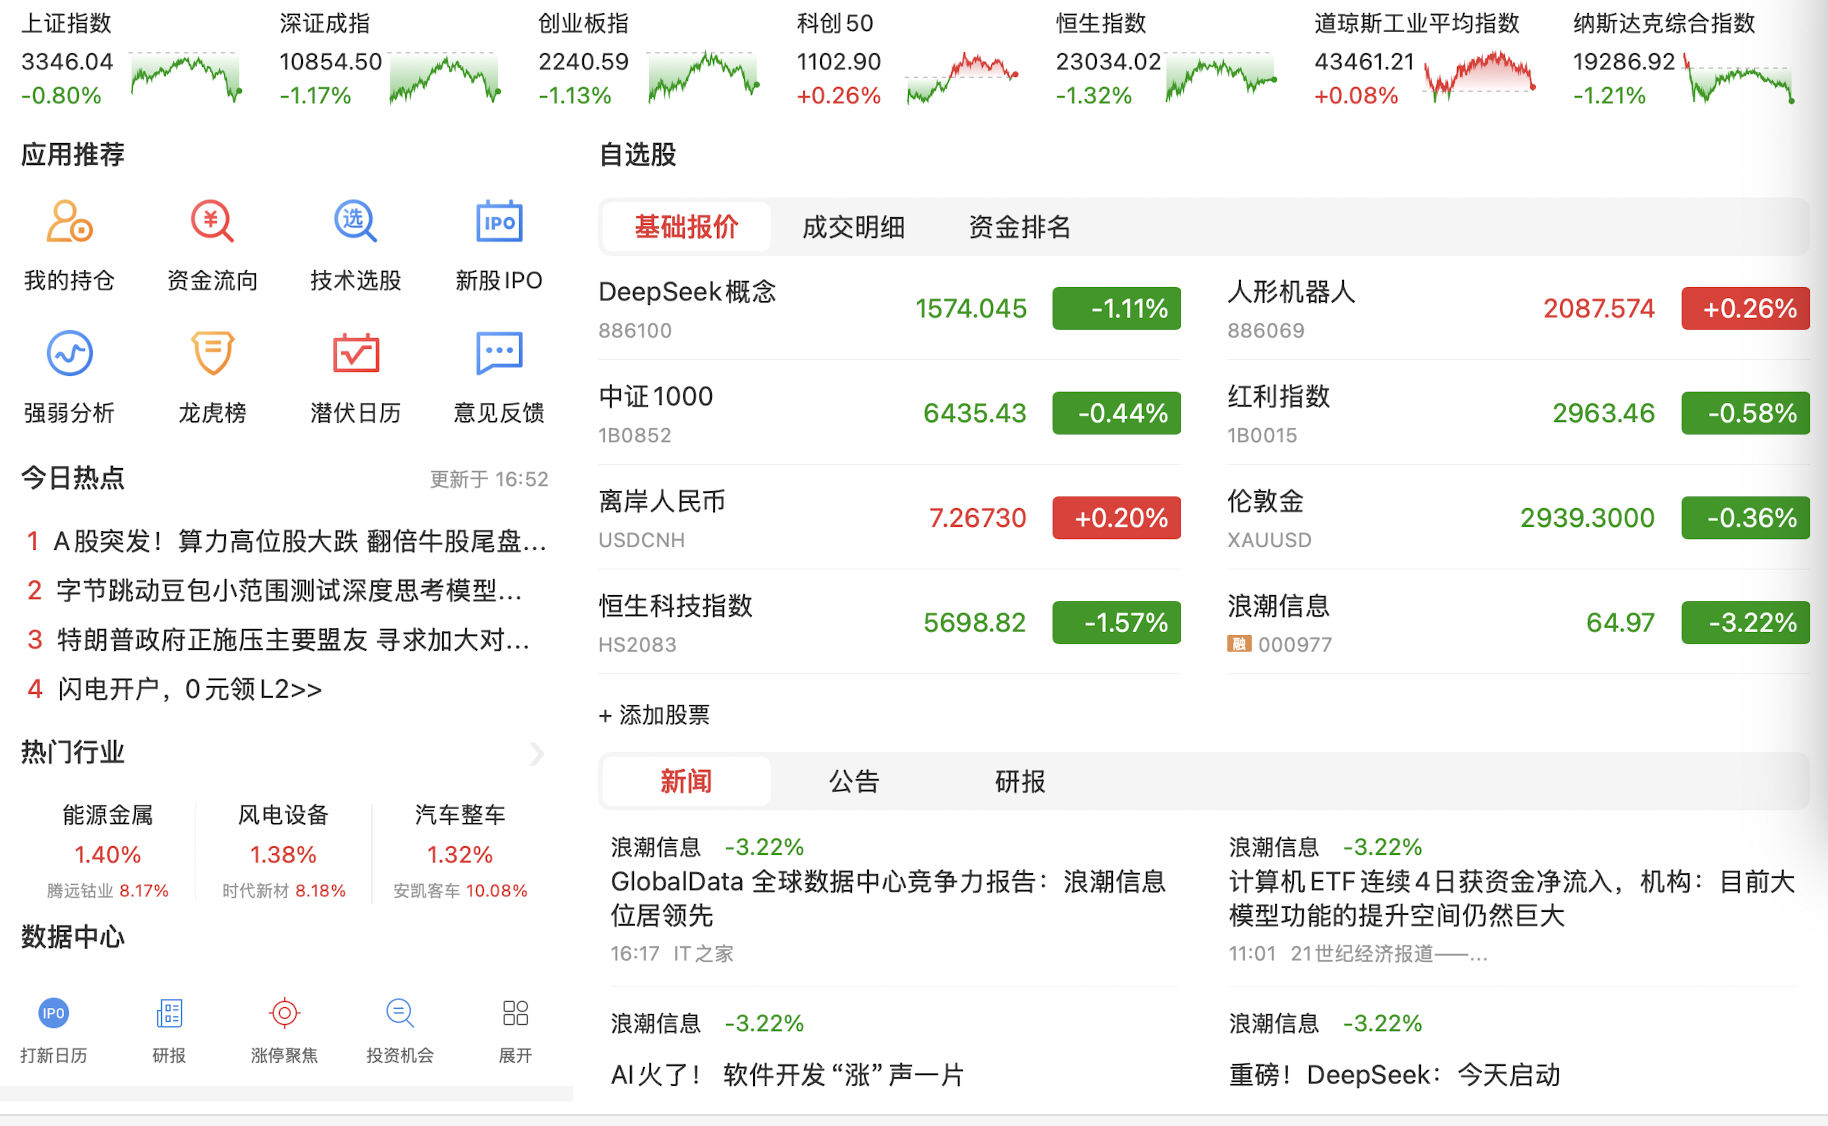 上证指数
3346.04
-0.80%
深证成指
10854.50
-1.17%
创业板指
2240.59
-1.13%
科创50
1102.90
+0.26%
恒生指数
23034.02
-1.32%
道琼斯工业平均指数
43461.21
+0.08%
纳斯达克综合指数
19286.92
-1.21%
应用推荐
¥
选
IPO
我的持仓
资金流向
技术选股
新股IPO
强弱分析
龙虎榜
潜伏日历
意见反馈
今日热点
更新于 16:52
1 A股突发！算力高位股大跌 翻倍牛股尾盘...
2 字节跳动豆包小范围测试深度思考模型...
3 特朗普政府正施压主要盟友 寻求加大对...
4 闪电开户，0元领L2>>
热门行业
能源金属
1.40%
腾远钴业 8.17%
风电设备
1.38%
时代新材 8.18%
汽车整车
1.32%
安凯客车 10.08%
数据中心
IPO
打新日历
研报
涨停聚焦
投资机会
展开
自选股
基础报价
成交明细
资金排名
DeepSeek概念
886100
1574.045
-1.11%
人形机器人
886069
2087.574
+0.26%
中证1000
1B0852
6435.43
-0.44%
红利指数
1B0015
2963.46
-0.58%
离岸人民币
USDCNH
7.26730
+0.20%
伦敦金
XAUUSD
2939.3000
-0.36%
恒生科技指数
HS2083
5698.82
-1.57%
浪潮信息
融 000977
64.97
-3.22%
+ 添加股票
新闻
公告
研报
浪潮信息 -3.22%
GlobalData 全球数据中心竞争力报告：浪潮信息
位居领先
16:17 IT之家
浪潮信息 -3.22%
计算机ETF连续4日获资金净流入，机构：目前大
模型功能的提升空间仍然巨大
11:01 21世纪经济报道——...
浪潮信息 -3.22%
AI火了！ 软件开发“涨”声一片
浪潮信息 -3.22%
重磅！DeepSeek：今天启动